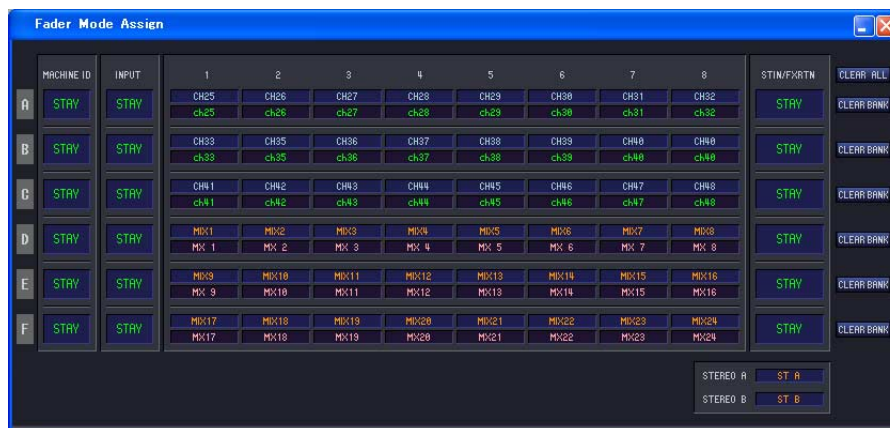 Fader Mode Assign
MACHINE ID INPUT 1 2 3 4 5 6 7 8 STIN/FXRTN CLEAR ALL
A STAY STAY CH25 CH26 CH27 CH28 CH29 CH30 CH31 CH32 STAY CLEAR BANK
ch25 ch26 ch27 ch28 ch29 ch30 ch31 ch32
B STAY STAY CH33 CH35 CH36 CH37 CH38 CH39 CH40 CH40 STAY CLEAR BANK
ch33 ch35 ch36 ch37 ch38 ch39 ch40 ch40
C STAY STAY CH41 CH42 CH43 CH44 CH45 CH46 CH47 CH48 STAY CLEAR BANK
ch41 ch42 ch43 ch44 ch45 ch46 ch47 ch48
D STAY STAY MIX1 MIX2 MIX3 MIX4 MIX5 MIX6 MIX7 MIX8 STAY CLEAR BANK
MX 1 MX 2 MX 3 MX 4 MX 5 MX 6 MX 7 MX 8
E STAY STAY MIX9 MIX10 MIX11 MIX12 MIX13 MIX14 MIX15 MIX16 STAY CLEAR BANK
MX 9 MX10 MX11 MX12 MX13 MX14 MX15 MX16
F STAY STAY MIX17 MIX18 MIX19 MIX20 MIX21 MIX22 MIX23 MIX24 STAY CLEAR BANK
MX17 MX18 MX19 MX20 MX21 MX22 MX23 MX24
STEREO A ST A
STEREO B ST B